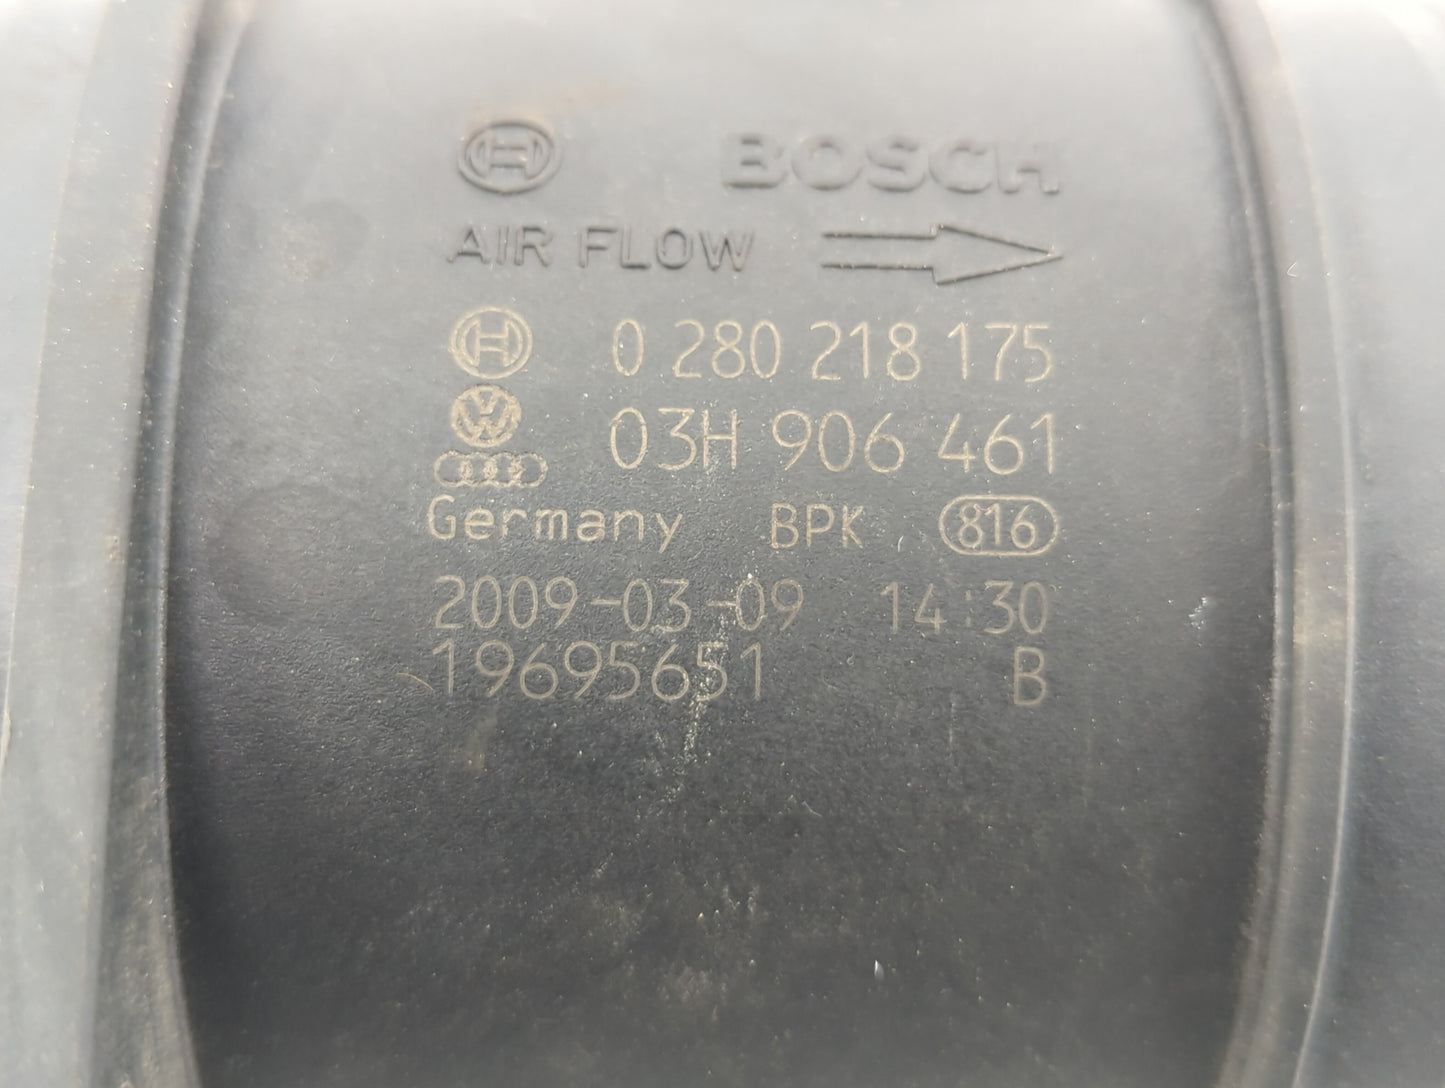 BOSCH
AIR FLOW
0 280 218 175
03H 906 461
Germany BPK 816
2009-03-09 14:30
19695651 B